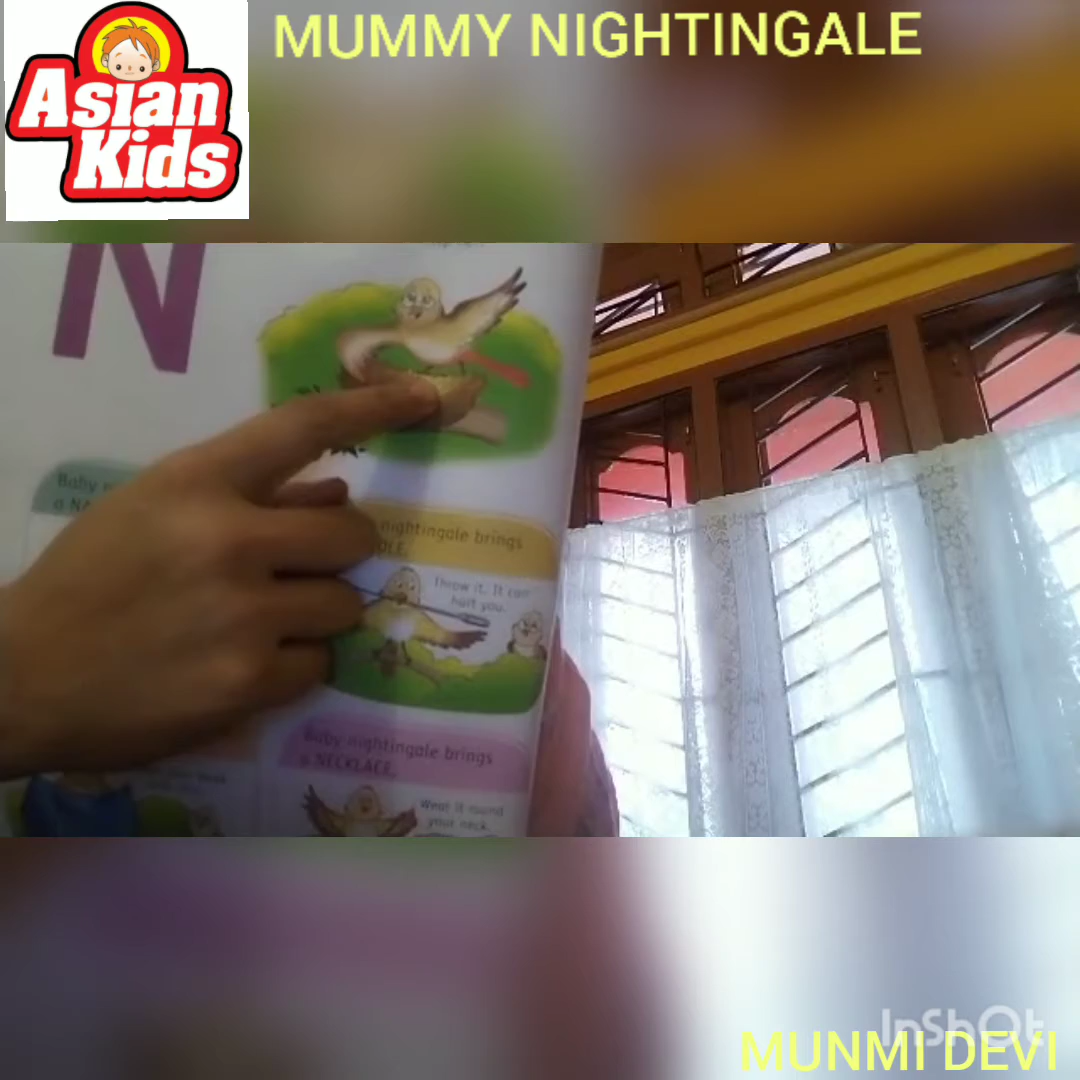 Asian
Kids
MUMMY NIGHTINGALE
N
Baby
a
nightingale brings
Throw it. It can
hurt you.
Baby nightingale brings
a NECKLACE.
Wear it round
your neck.
InShOt
MUNMI DEVI